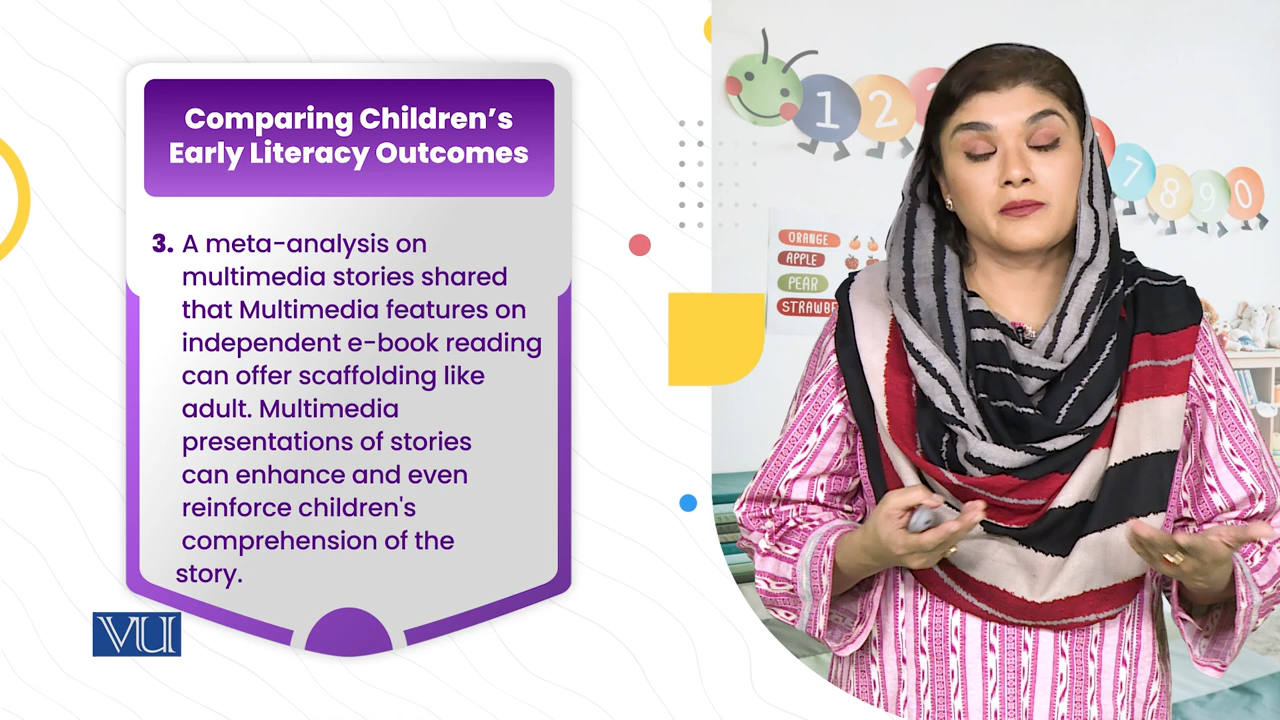 Comparing Children's
Early Literacy Outcomes
3. A meta-analysis on
multimedia stories shared
that Multimedia features on
independent e-book reading
can offer scaffolding like
adult. Multimedia
presentations of stories
can enhance and even
reinforce children's
comprehension of the
story.
VU
1 2
7 8 9 0
ORANGE
APPLE
PEAR